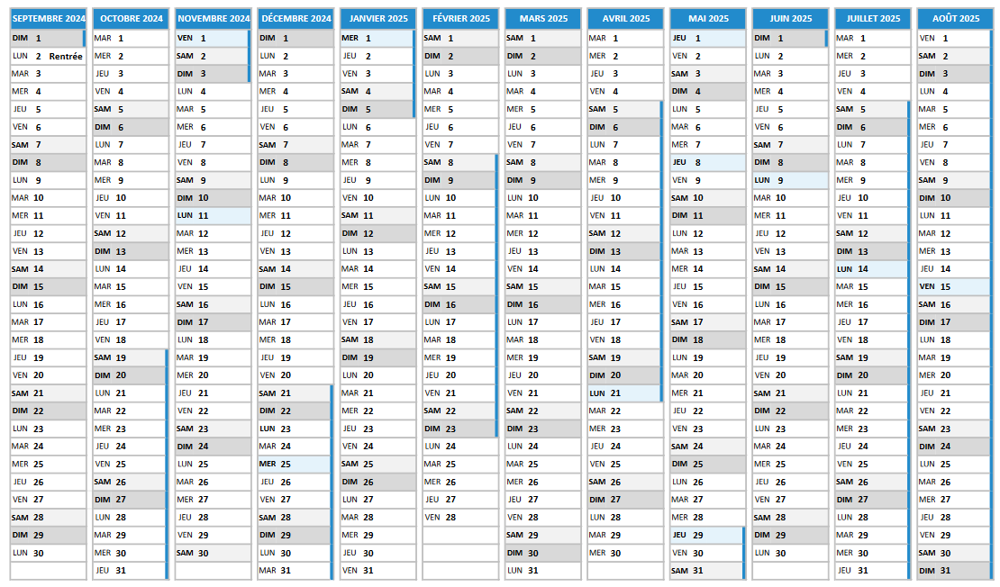 SEPTEMBRE 2024 OCTOBRE 2024 NOVEMBRE 2024 DÉCEMBRE 2024 JANVIER 2025 FÉVRIER 2025 MARS 2025 AVRIL 2025 MAI 2025 JUIN 2025 JUILLET 2025 AOÛT 2025
DIM 1 MAR 1 VEN 1 DIM 1 MER 1 SAM 1 SAM 1 MAR 1 JEU 1 DIM 1 MAR 1 VEN 1
LUN 2 Rentrée MER 2 SAM 2 LUN 2 JEU 2 DIM 2 DIM 2 MER 2 VEN 2 LUN 2 MER 2 SAM 2
MAR 3 JEU 3 DIM 3 MAR 3 VEN 3 LUN 3 LUN 3 JEU 3 SAM 3 MAR 3 JEU 3 DIM 3
MER 4 VEN 4 LUN 4 MER 4 SAM 4 MAR 4 MAR 4 VEN 4 DIM 4 MER 4 VEN 4 LUN 4
JEU 5 SAM 5 MAR 5 JEU 5 DIM 5 MER 5 MER 5 SAM 5 LUN 5 JEU 5 SAM 5 MAR 5
VEN 6 DIM 6 MER 6 VEN 6 LUN 6 JEU 6 JEU 6 DIM 6 MAR 6 VEN 6 DIM 6 MER 6
SAM 7 LUN 7 JEU 7 SAM 7 MAR 7 VEN 7 VEN 7 LUN 7 MER 7 SAM 7 LUN 7 JEU 7
DIM 8 MAR 8 VEN 8 DIM 8 MER 8 SAM 8 SAM 8 MAR 8 JEU 8 DIM 8 MAR 8 VEN 8
LUN 9 MER 9 SAM 9 LUN 9 JEU 9 DIM 9 DIM 9 MER 9 VEN 9 LUN 9 MER 9 SAM 9
MAR 10 JEU 10 DIM 10 MAR 10 VEN 10 LUN 10 LUN 10 JEU 10 SAM 10 MAR 10 JEU 10 DIM 10
MER 11 VEN 11 LUN 11 MER 11 SAM 11 MAR 11 MAR 11 VEN 11 DIM 11 MER 11 VEN 11 LUN 11
JEU 12 SAM 12 MAR 12 JEU 12 DIM 12 MER 12 MER 12 SAM 12 LUN 12 JEU 12 SAM 12 MAR 12
VEN 13 DIM 13 MER 13 VEN 13 LUN 13 JEU 13 JEU 13 DIM 13 MAR 13 VEN 13 DIM 13 MER 13
SAM 14 LUN 14 JEU 14 SAM 14 MAR 14 VEN 14 VEN 14 LUN 14 MER 14 SAM 14 LUN 14 JEU 14
DIM 15 MAR 15 VEN 15 DIM 15 MER 15 SAM 15 SAM 15 MAR 15 JEU 15 DIM 15 MAR 15 VEN 15
LUN 16 MER 16 SAM 16 LUN 16 JEU 16 DIM 16 DIM 16 MER 16 VEN 16 LUN 16 MER 16 SAM 16
MAR 17 JEU 17 DIM 17 MAR 17 VEN 17 LUN 17 LUN 17 JEU 17 SAM 17 MAR 17 JEU 17 DIM 17
MER 18 VEN 18 LUN 18 MER 18 SAM 18 MAR 18 MAR 18 VEN 18 DIM 18 MER 18 VEN 18 LUN 18
JEU 19 SAM 19 MAR 19 JEU 19 DIM 19 MER 19 MER 19 SAM 19 LUN 19 JEU 19 SAM 19 MAR 19
VEN 20 DIM 20 MER 20 VEN 20 LUN 20 JEU 20 JEU 20 DIM 20 MAR 20 VEN 20 DIM 20 MER 20
SAM 21 LUN 21 JEU 21 SAM 21 MAR 21 VEN 21 VEN 21 LUN 21 MER 21 SAM 21 LUN 21 JEU 21
DIM 22 MAR 22 VEN 22 DIM 22 MER 22 SAM 22 SAM 22 MAR 22 JEU 22 DIM 22 MAR 22 VEN 22
LUN 23 MER 23 SAM 23 LUN 23 JEU 23 DIM 23 DIM 23 MER 23 VEN 23 LUN 23 MER 23 SAM 23
MAR 24 JEU 24 DIM 24 MAR 24 VEN 24 LUN 24 LUN 24 JEU 24 SAM 24 MAR 24 JEU 24 DIM 24
MER 25 VEN 25 LUN 25 MER 25 SAM 25 MAR 25 MAR 25 VEN 25 DIM 25 MER 25 VEN 25 LUN 25
JEU 26 SAM 26 MAR 26 JEU 26 DIM 26 MER 26 MER 26 SAM 26 LUN 26 JEU 26 SAM 26 MAR 26
VEN 27 DIM 27 MER 27 VEN 27 LUN 27 JEU 27 JEU 27 DIM 27 MAR 27 VEN 27 DIM 27 MER 27
SAM 28 LUN 28 JEU 28 SAM 28 MAR 28 VEN 28 VEN 28 LUN 28 MER 28 SAM 28 LUN 28 JEU 28
DIM 29 MAR 29 VEN 29 DIM 29 MER 29 SAM 29 MAR 29 JEU 29 DIM 29 MAR 29 VEN 29
LUN 30 MER 30 SAM 30 LUN 30 JEU 30 DIM 30 MER 30 VEN 30 LUN 30 MER 30 SAM 30
JEU 31 MAR 31 VEN 31 LUN 31 SAM 31 JEU 31 DIM 31